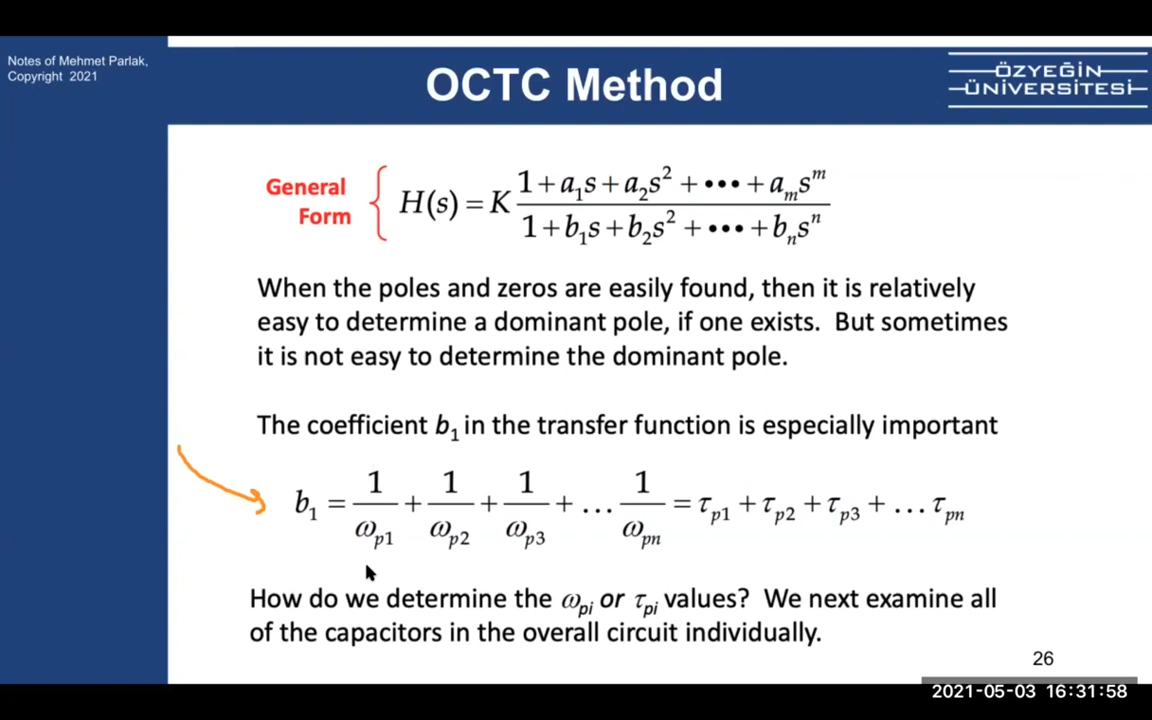 Notes of Mehmet Parlak,
Copyright 2021
OCTC Method
ÖZYEĞİN
ÜNİVERSİTESİ
General
Form
H(s) = K (1+a₁s+a₂s²+•••+aₘsᵐ)/(1+b₁s+b₂s²+•••+bₙsⁿ)
When the poles and zeros are easily found, then it is relatively
easy to determine a dominant pole, if one exists. But sometimes
it is not easy to determine the dominant pole.
The coefficient b₁ in the transfer function is especially important
b₁ = 1/ω_p1 + 1/ω_p2 + 1/ω_p3 + ... 1/ω_pn = τ_p1 + τ_p2 + τ_p3 + ... τ_pn
How do we determine the ω_pi or τ_pi values? We next examine all
of the capacitors in the overall circuit individually.
26
2021-05-03 16:31:58